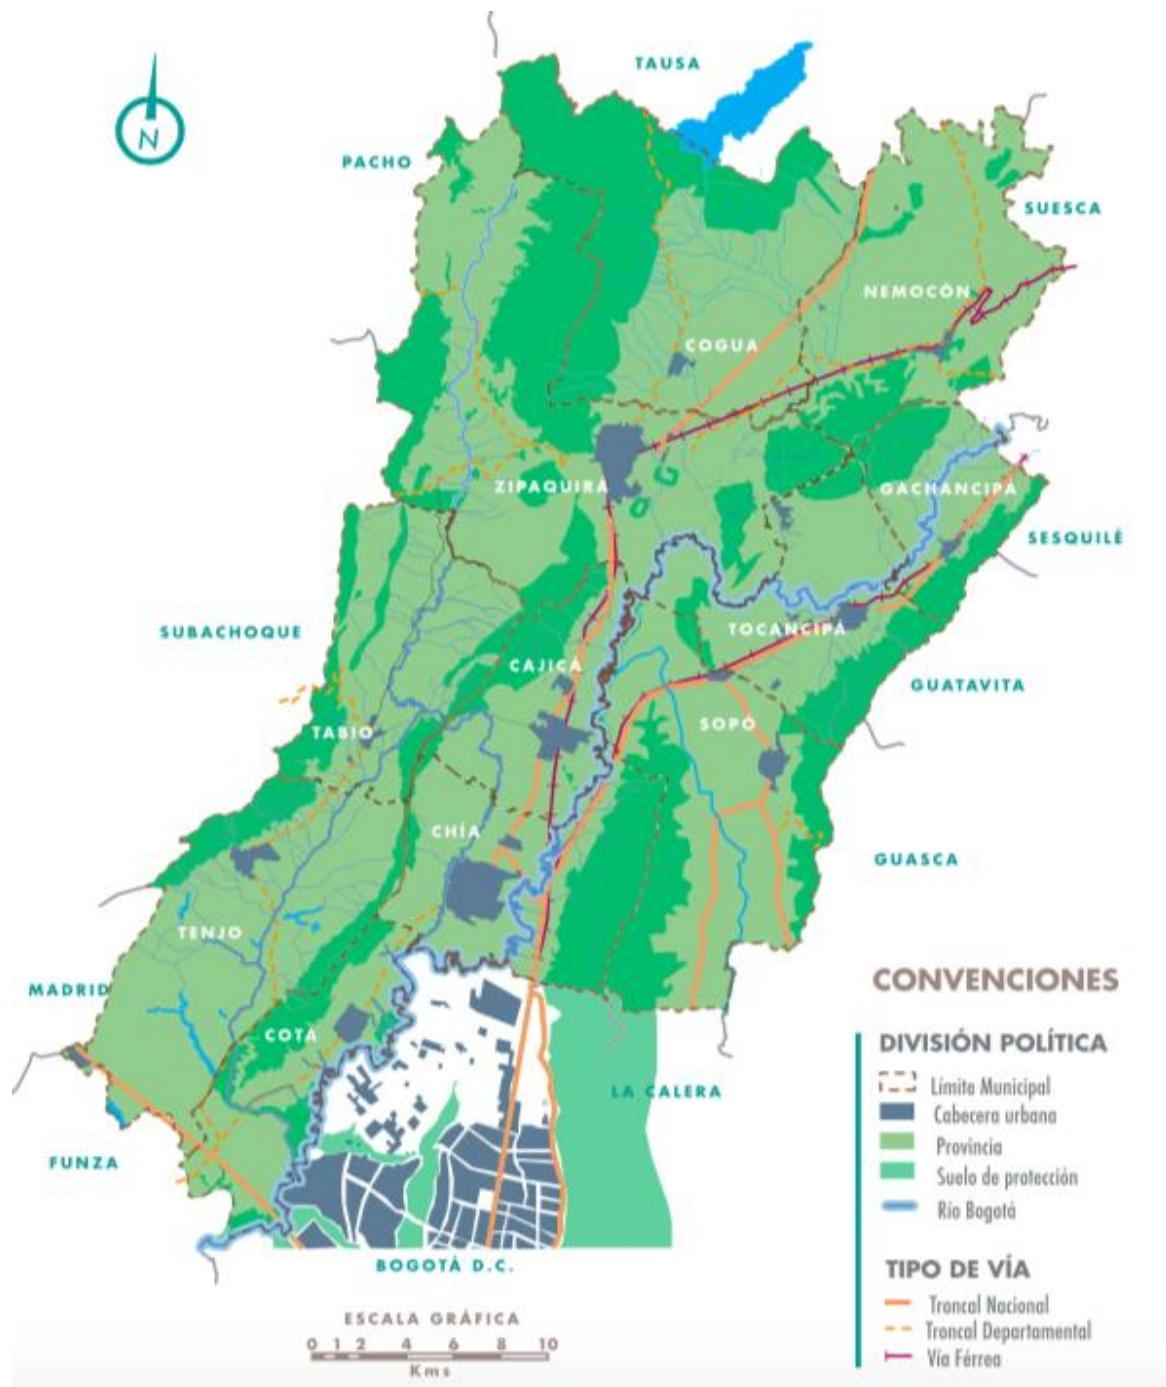 TAUSA
N
PACHO
SUESCA
NEMOCÓN
COGUA
ZIPAQUIRÁ
GACHANCIPÁ
SESQUILÉ
SUBACHOQUE
TOCANCIPÁ
CAJICÁ
GUATAVITA
TABIO
SOPÓ
CHÍA
GUASCA
TENJO
MADRID
COTA
LA CALERA
FUNZA
BOGOTÁ D.C.
CONVENCIONES
DIVISIÓN POLÍTICA
Límite Municipal
Cabecera urbana
Provincia
Suelo de protección
Río Bogotá
TIPO DE VÍA
Troncal Nacional
Troncal Departamental
Vía Férrea
ESCALA GRÁFICA
0 1 2 4 6 8 10
Kms